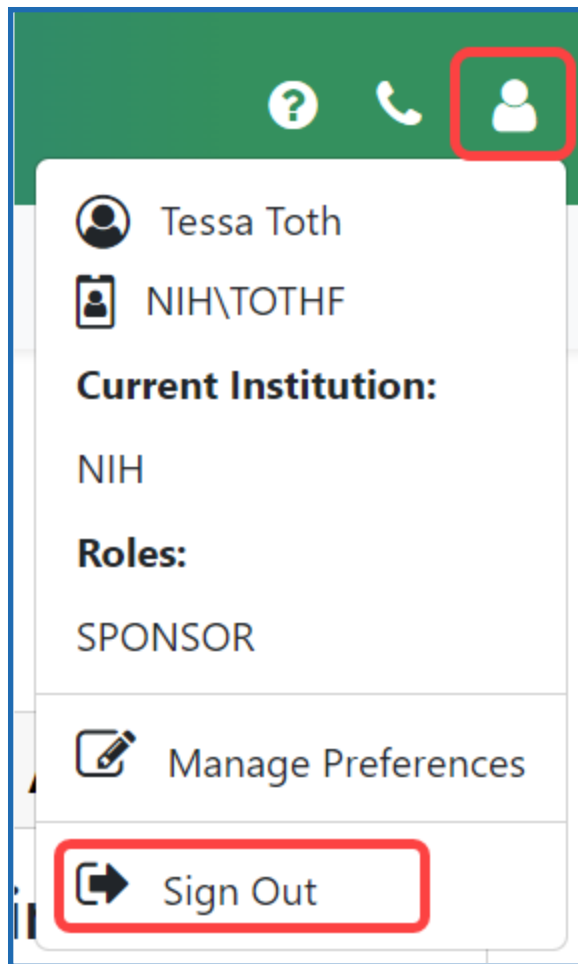 Tessa Toth
NIH\TOTHF
Current Institution:
NIH
Roles:
SPONSOR
Manage Preferences
Sign Out